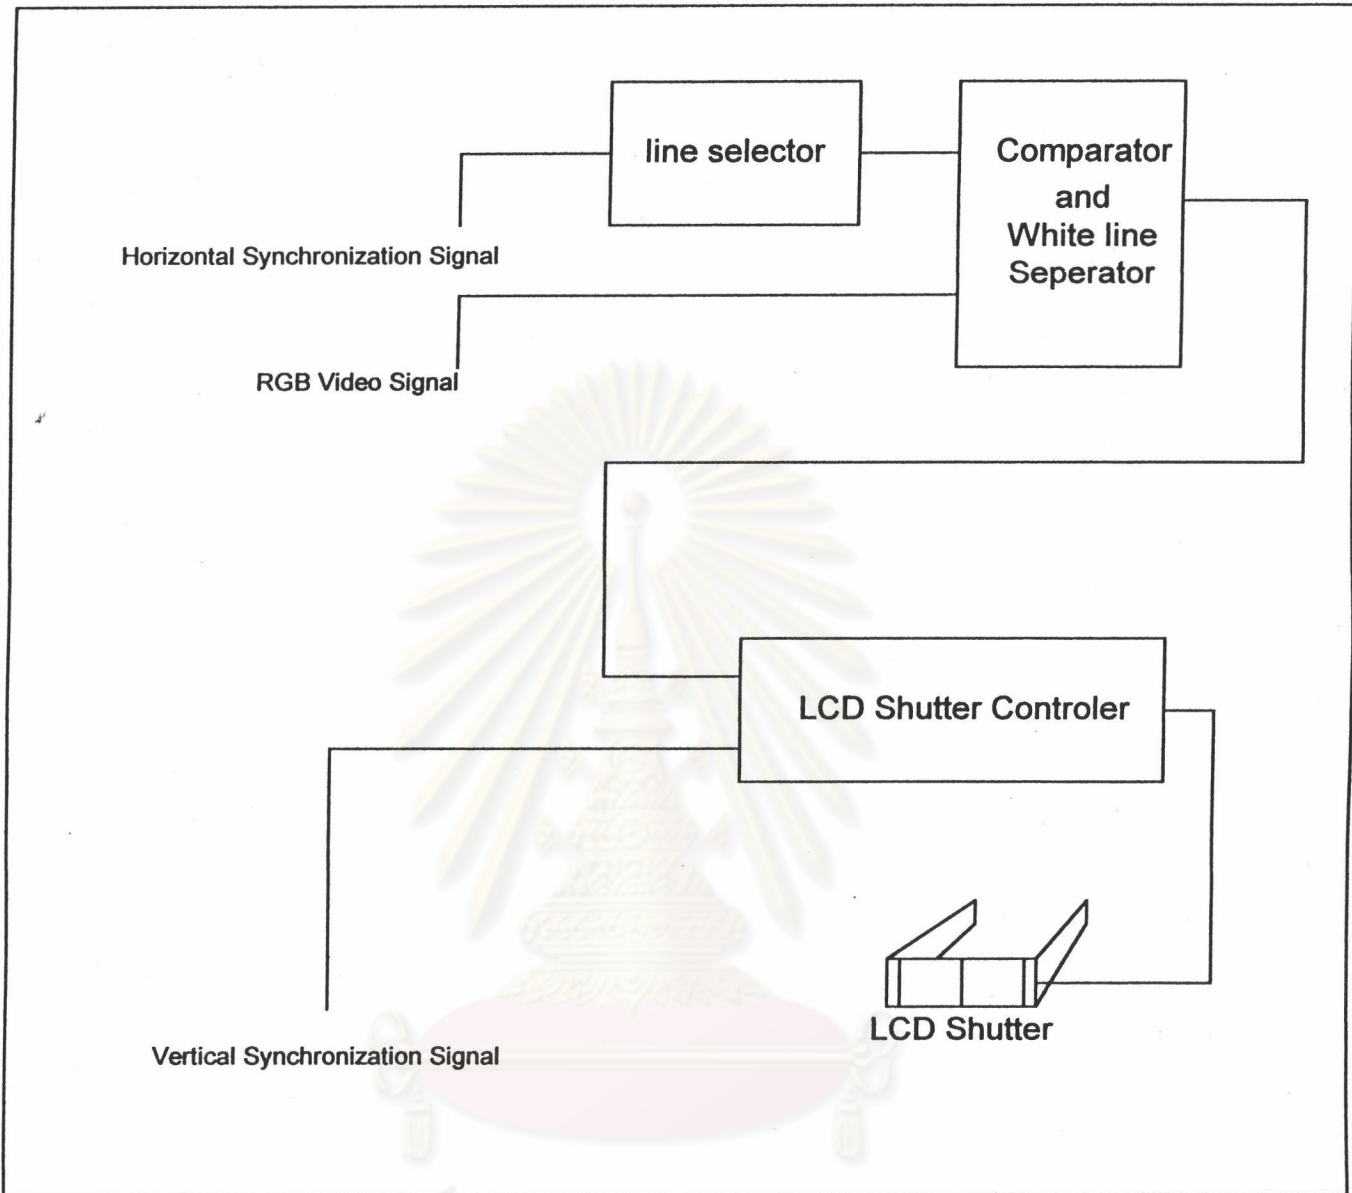 line selector
Comparator
and
White line
Seperator
Horizontal Synchronization Signal
RGB Video Signal
LCD Shutter Controler
LCD Shutter
Vertical Synchronization Signal